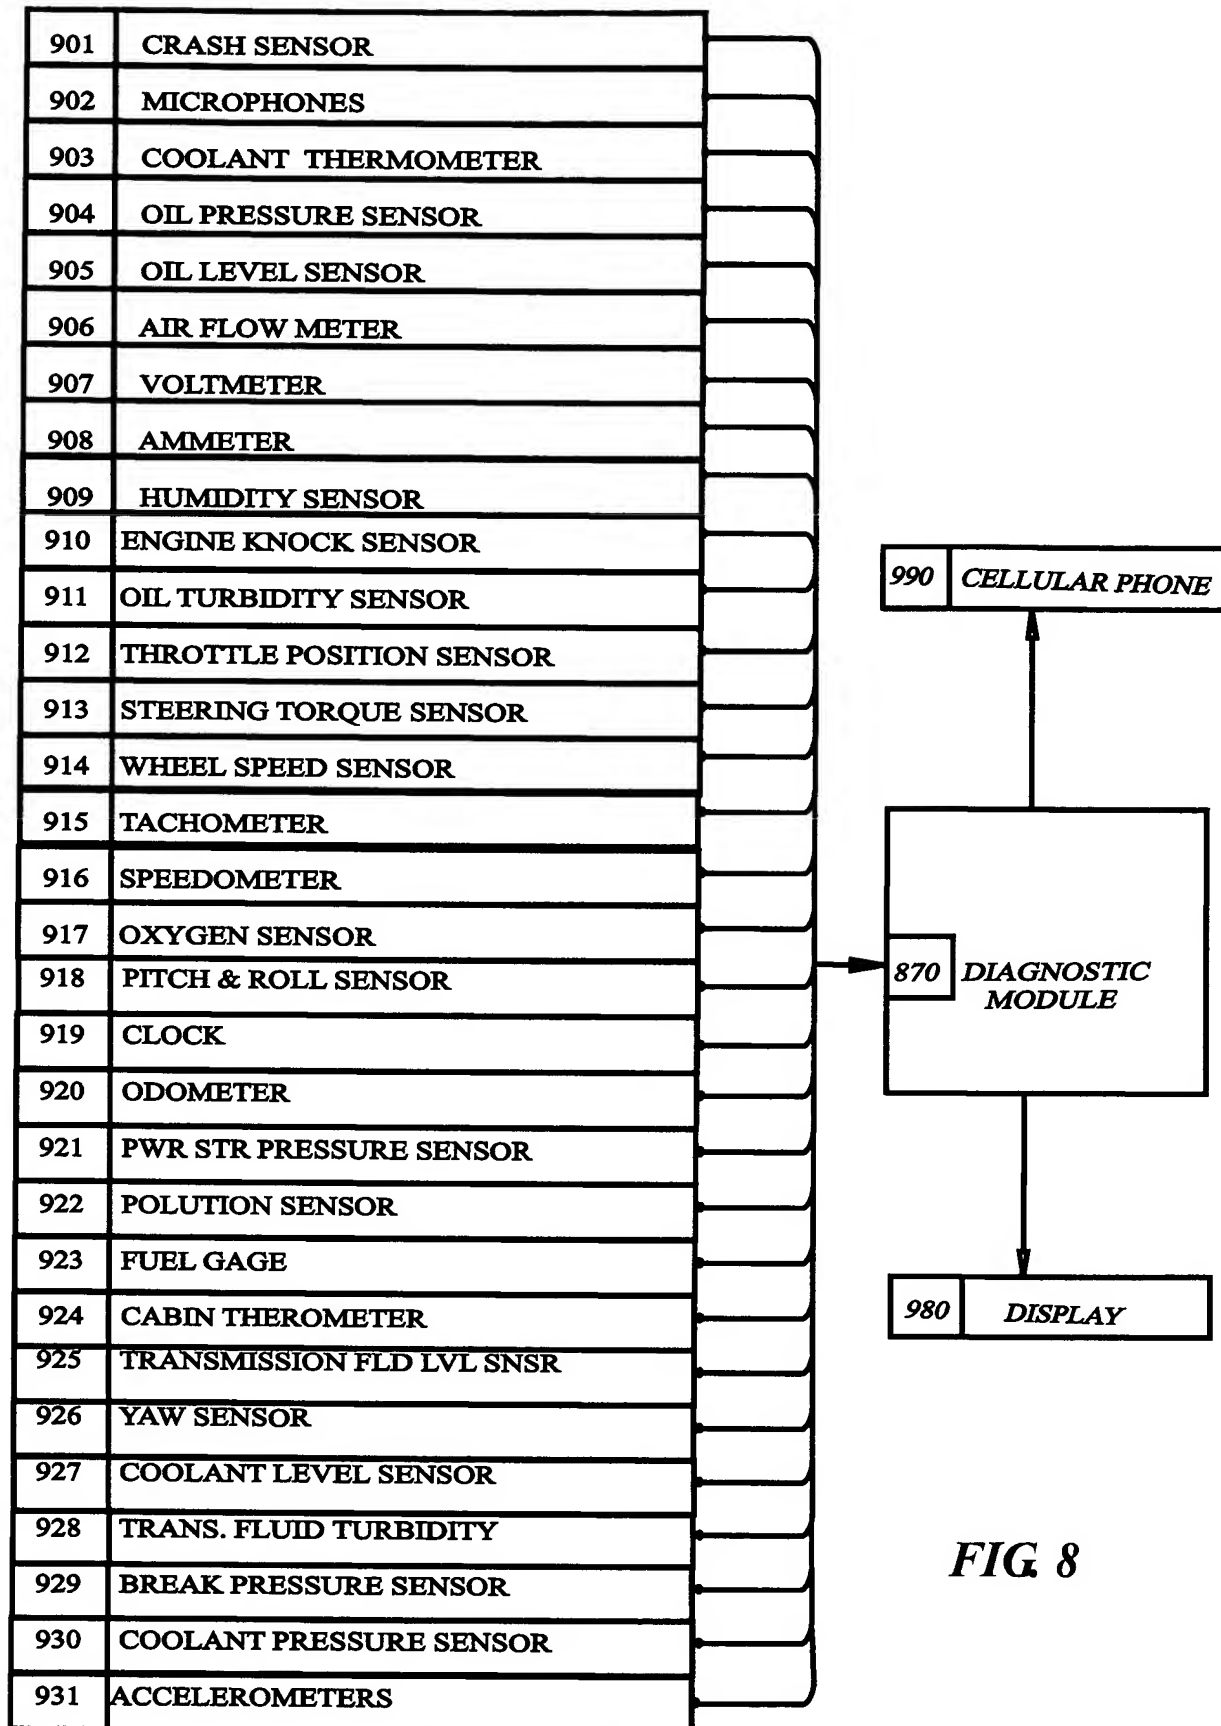 901 CRASH SENSOR
902 MICROPHONES
903 COOLANT THERMOMETER
904 OIL PRESSURE SENSOR
905 OIL LEVEL SENSOR
906 AIR FLOW METER
907 VOLTMETER
908 AMMETER
909 HUMIDITY SENSOR
910 ENGINE KNOCK SENSOR
911 OIL TURBIDITY SENSOR
912 THROTTLE POSITION SENSOR
913 STEERING TORQUE SENSOR
914 WHEEL SPEED SENSOR
915 TACHOMETER
916 SPEEDOMETER
917 OXYGEN SENSOR
918 PITCH & ROLL SENSOR
919 CLOCK
920 ODOMETER
921 PWR STR PRESSURE SENSOR
922 POLUTION SENSOR
923 FUEL GAGE
924 CABIN THEROMETER
925 TRANSMISSION FLD LVL SNSR
926 YAW SENSOR
927 COOLANT LEVEL SENSOR
928 TRANS. FLUID TURBIDITY
929 BREAK PRESSURE SENSOR
930 COOLANT PRESSURE SENSOR
931 ACCELEROMETERS
990 CELLULAR PHONE
870 DIAGNOSTIC
MODULE
980 DISPLAY
FIG. 8